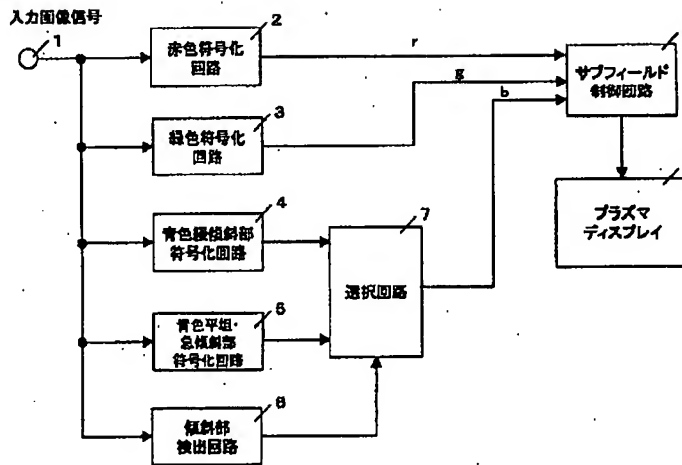 入力画像信号
1
2
赤色符号化
回路
r
3
緑色符号化
回路
g
b
サブフィールド
制御回路
4
青色緩傾斜部
符号化回路
7
選択回路
プラズマ
ディスプレイ
5
青色平坦・
急傾斜部
符号化回路
6
傾斜部
検出回路